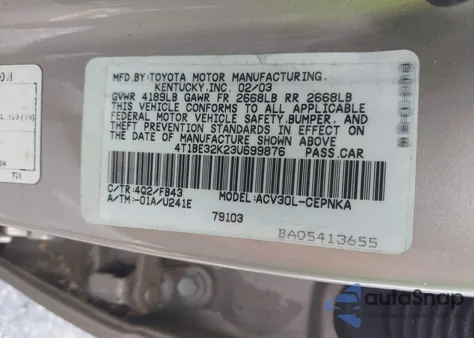 MFD.BY:TOYOTA MOTOR MANUFACTURING,
KENTUCKY,INC. 02/03
GVWR 4189LB GAWR FR 2668LB RR 2668LB
THIS VEHICLE CONFORMS TO ALL APPLICABLE
FEDERAL MOTOR VEHICLE SAFETY,BUMPER, AND
THEFT PREVENTION STANDARDS IN EFFECT ON
THE DATE OF MANUFACTURE SHOWN ABOVE.
4T1BE32K23U699876 PASS.CAR
C/TR:4Q2/FB43 MODEL:ACV30L-CEPNKA
A/TM:-01A/U241E
79103
BA05413655
autoSnap